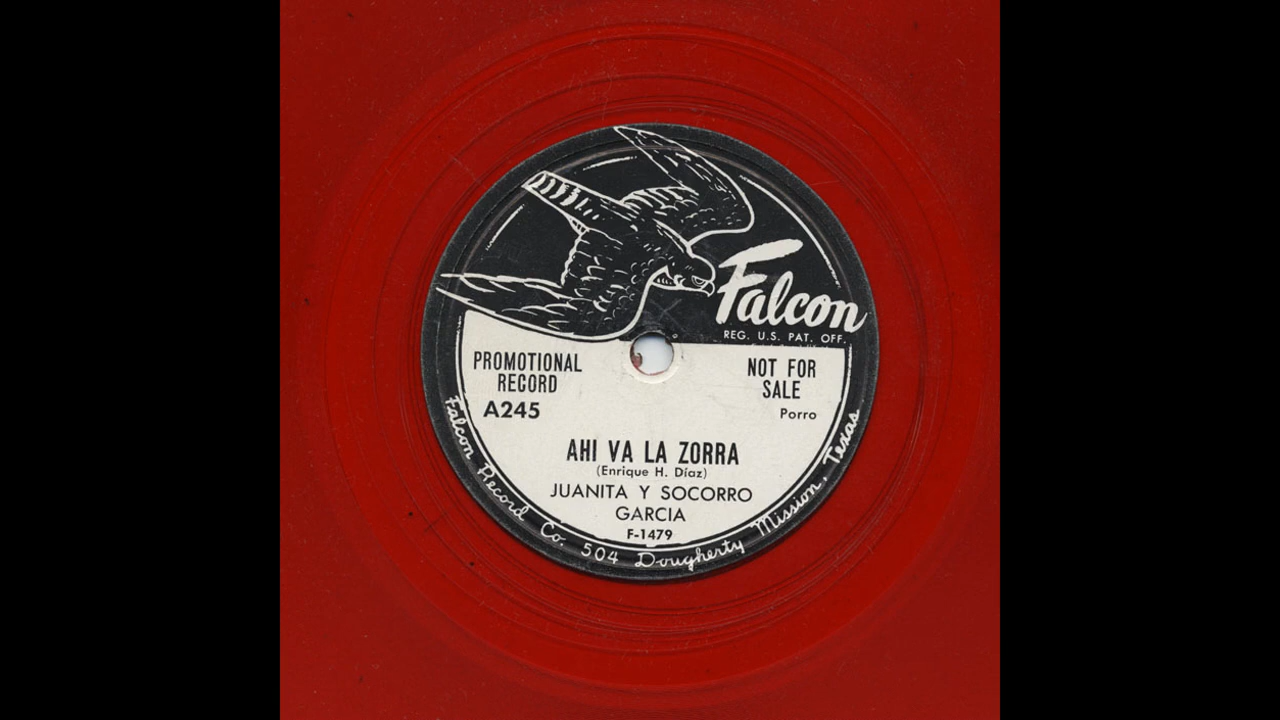 Falcon
REG. U.S. PAT. OFF.
PROMOTIONAL
RECORD
A245
NOT FOR
SALE
Porro
AHI VA LA ZORRA
(Enrique H. Díaz)
JUANITA Y SOCORRO
GARCIA
F-1479
Falcon Record Co. 504 Dougherty Mission, Texas